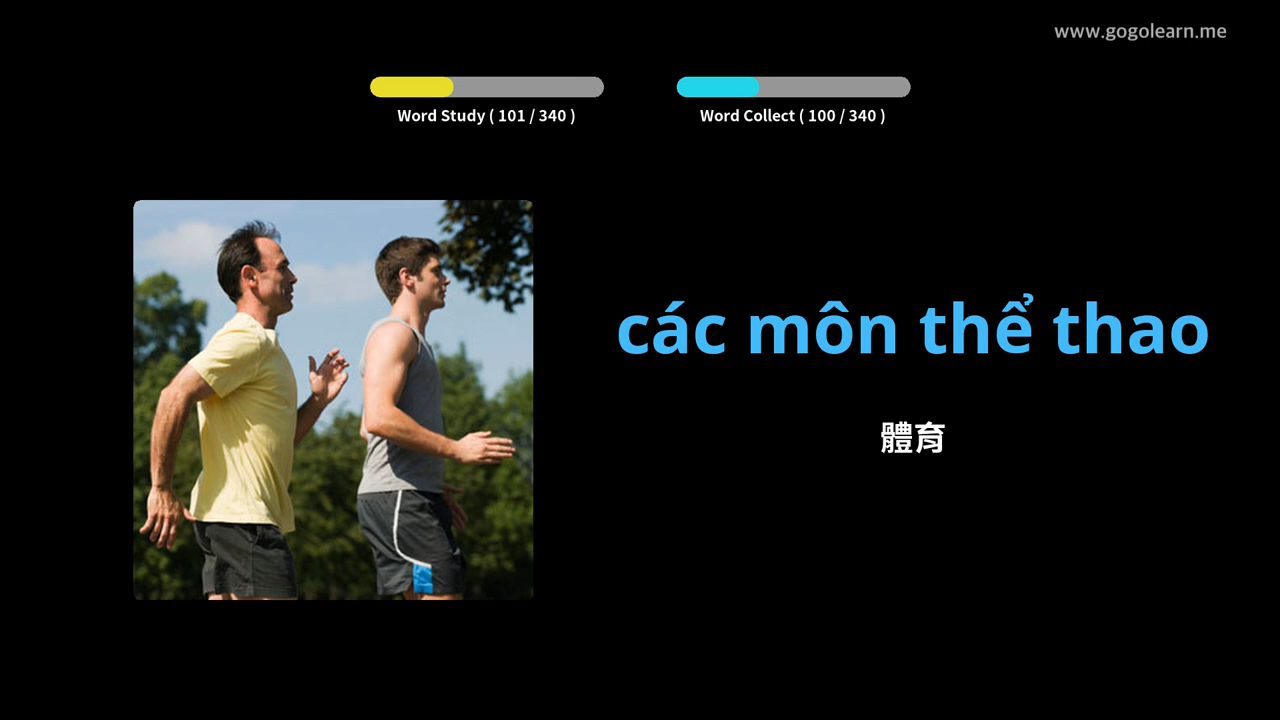 www.gogolearn.me
Word Study ( 101 / 340 )
Word Collect ( 100 / 340 )
các môn thể thao
體育